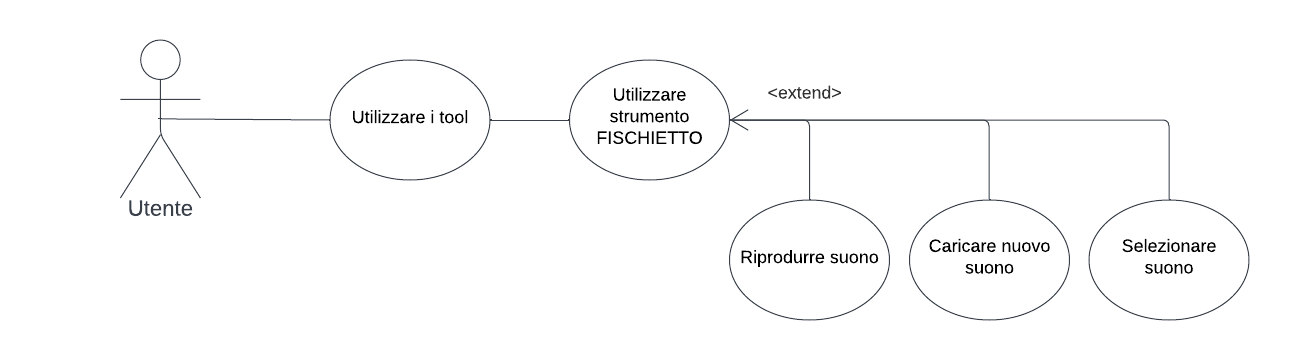 Utente
Utilizzare i tool
Utilizzare
strumento
FISCHIETTO
<extend>
Riprodurre suono
Caricare nuovo
suono
Selezionare
suono